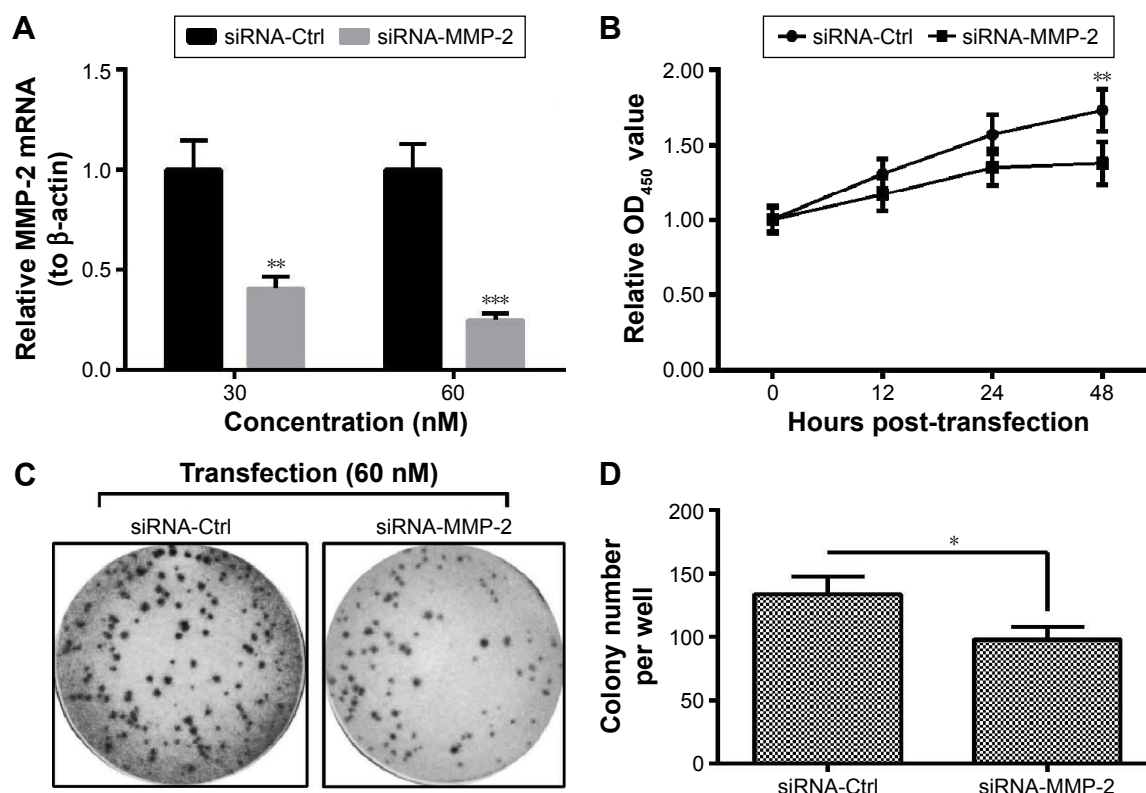 A
siRNA-Ctrl siRNA-MMP-2
Relative MMP-2 mRNA
(to β-actin)
1.5
1.0
0.5
0.0
**
***
30 60
Concentration (nM)
B
siRNA-Ctrl siRNA-MMP-2
Relative OD450 value
2.00
1.50
1.00
0.50
0.00
**
0 12 24 48
Hours post-transfection
C
Transfection (60 nM)
siRNA-Ctrl siRNA-MMP-2
D
Colony number
per well
200
150
100
50
0
*
siRNA-Ctrl siRNA-MMP-2